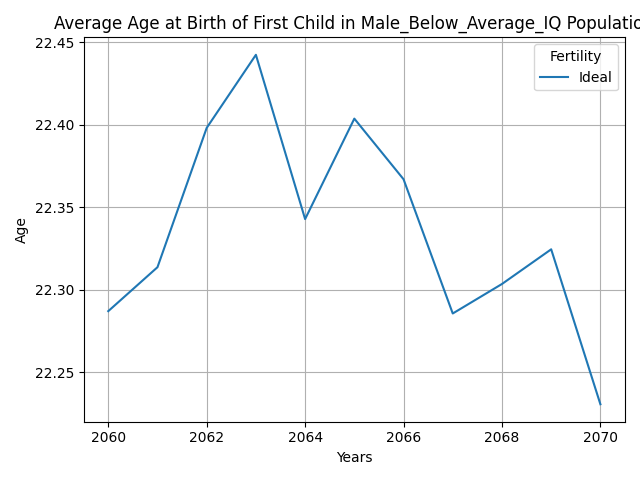 Average Age at Birth of First Child in Male_Below_Average_IQ Populatio
22.45
22.40
22.35
22.30
22.25
Age
Fertility
Ideal
2060 2062 2064 2066 2068 2070
Years